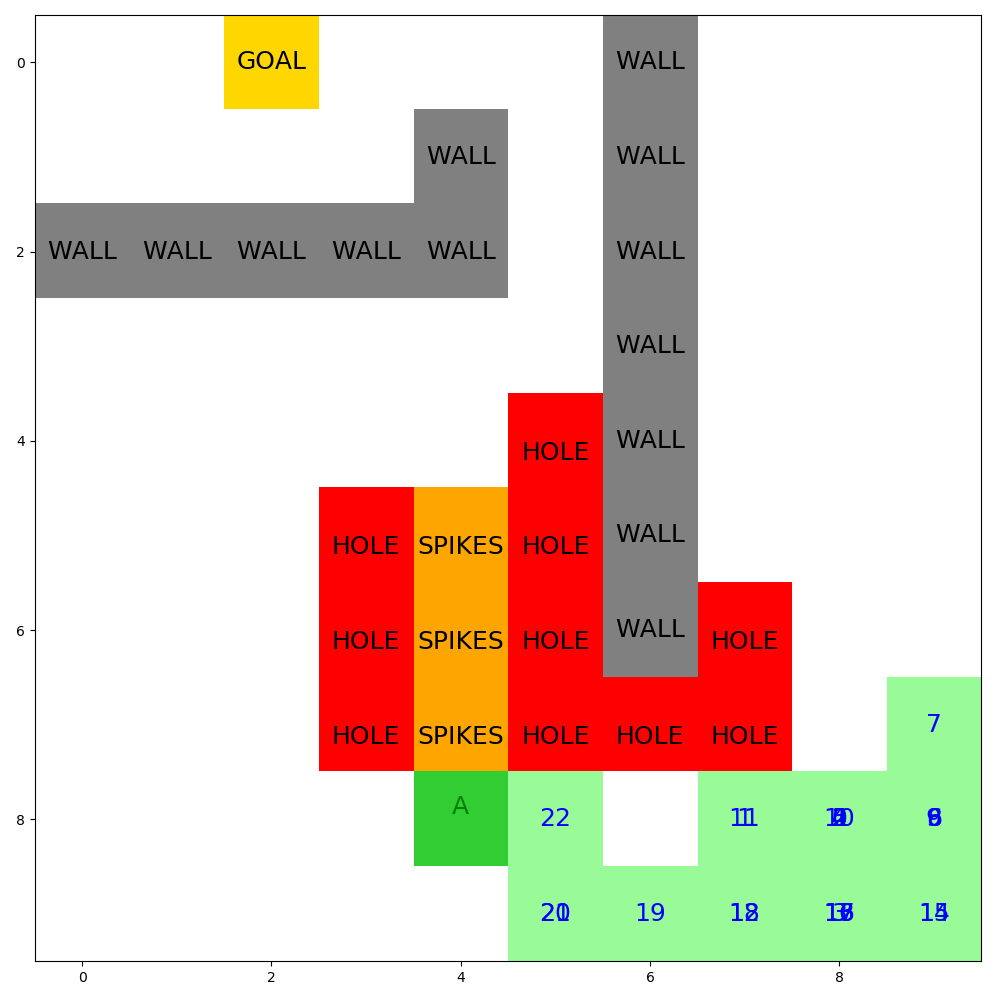 GOAL WALL
0
WALL WALL
2 WALL WALL WALL WALL WALL WALL
WALL
HOLE WALL
4
HOLE SPIKES HOLE WALL
6 HOLE SPIKES HOLE WALL HOLE
HOLE SPIKES HOLE HOLE HOLE 7
8 A 22
19
0 2 4 6 8